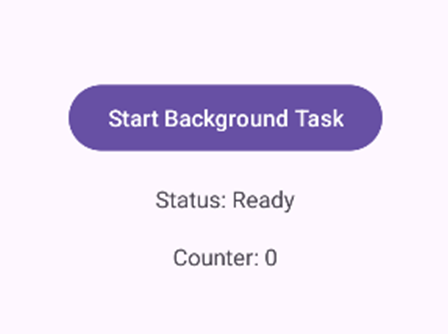 Start Background Task
Status: Ready
Counter: 0